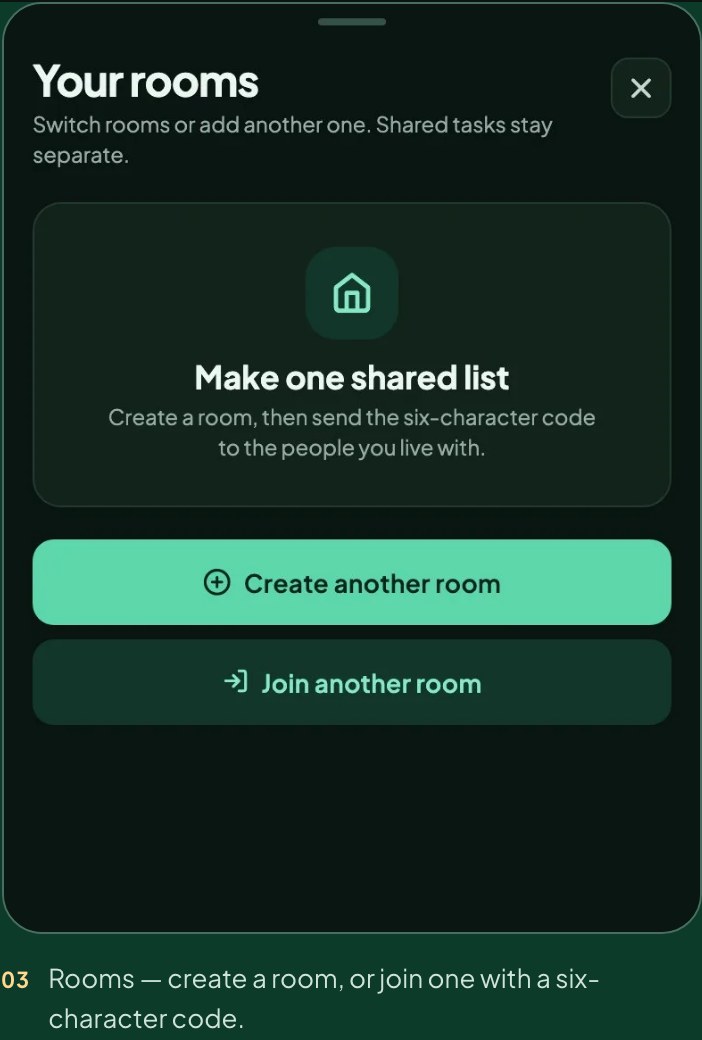 Your rooms
Switch rooms or add another one. Shared tasks stay
separate.
Make one shared list
Create a room, then send the six-character code
to the people you live with.
Create another room
Join another room
03 Rooms — create a room, or join one with a six-
character code.